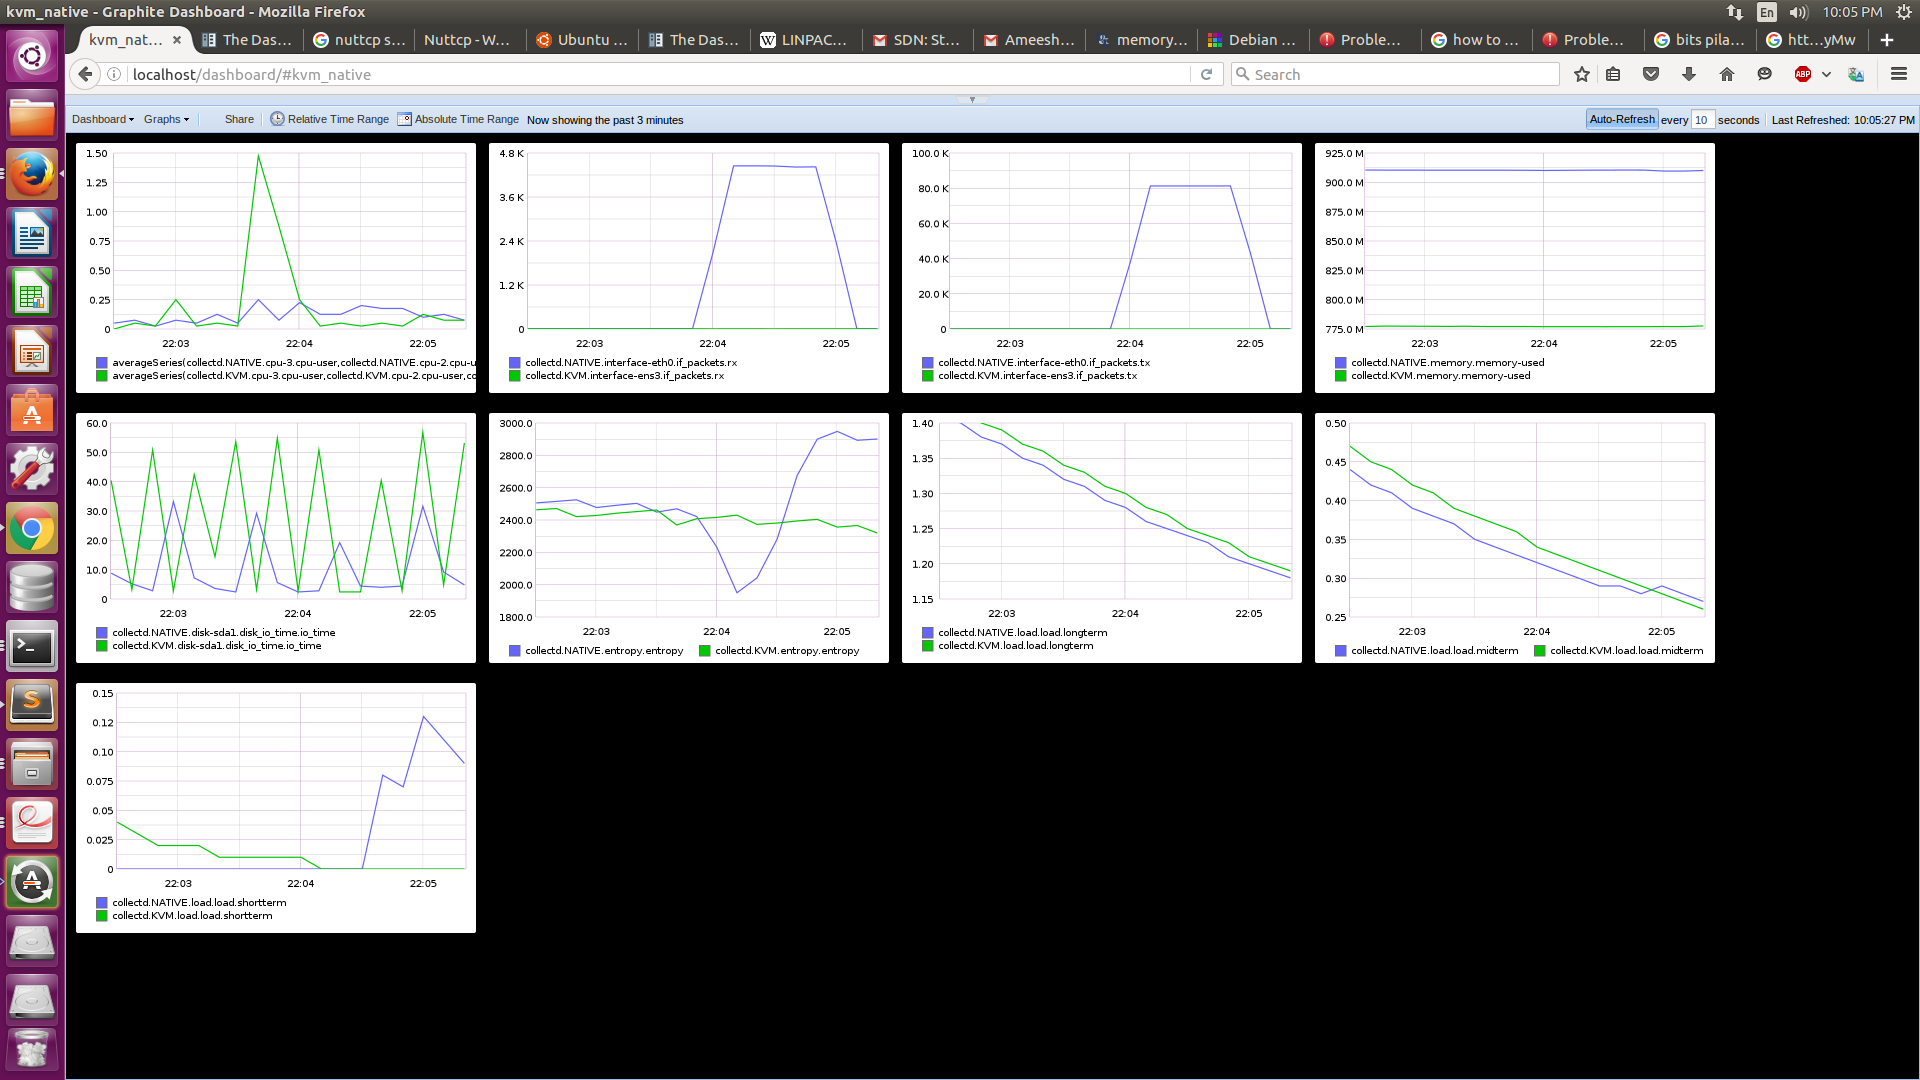 kvm_native - Graphite Dashboard - Mozilla Firefox
En
10:05 PM
kvm_nat...
The Das...
nuttcp s...
Nuttcp - W...
Ubuntu ...
The Das...
LINPAC...
SDN: St...
Ameesh...
memory...
Debian ...
Proble...
how to ...
Proble...
bits pila...
htt...yMw
localhost/dashboard/#kvm_native
Search
ABP
Dashboard
Graphs
Share
Relative Time Range
Absolute Time Range
Now showing the past 3 minutes
Auto-Refresh every 10 seconds
Last Refreshed: 10:05:27 PM
1.50
1.25
1.00
0.75
0.50
0.25
0
22:03 22:04 22:05
averageSeries(collectd.NATIVE.cpu-3.cpu-user,collectd.NATIVE.cpu-2.cpu-u
averageSeries(collectd.KVM.cpu-3.cpu-user,collectd.KVM.cpu-2.cpu-user,co
4.8 K
3.6 K
2.4 K
1.2 K
0
22:03 22:04 22:05
collectd.NATIVE.interface-eth0.if_packets.rx
collectd.KVM.interface-ens3.if_packets.rx
100.0 K
80.0 K
60.0 K
40.0 K
20.0 K
0
22:03 22:04 22:05
collectd.NATIVE.interface-eth0.if_packets.tx
collectd.KVM.interface-ens3.if_packets.tx
925.0 M
900.0 M
875.0 M
850.0 M
825.0 M
800.0 M
775.0 M
22:03 22:04 22:05
collectd.NATIVE.memory.memory-used
collectd.KVM.memory.memory-used
60.0
50.0
40.0
30.0
20.0
10.0
0
22:03 22:04 22:05
collectd.NATIVE.disk-sda1.disk_io_time.io_time
collectd.KVM.disk-sda1.disk_io_time.io_time
3000.0
2800.0
2600.0
2400.0
2200.0
2000.0
1800.0
22:03 22:04 22:05
collectd.NATIVE.entropy.entropy collectd.KVM.entropy.entropy
1.40
1.35
1.30
1.25
1.20
1.15
22:03 22:04 22:05
collectd.NATIVE.load.load.longterm
collectd.KVM.load.load.longterm
0.50
0.45
0.40
0.35
0.30
0.25
22:03 22:04 22:05
collectd.NATIVE.load.load.midterm collectd.KVM.load.load.midterm
0.15
0.12
0.10
0.075
0.05
0.025
0
22:03 22:04 22:05
collectd.NATIVE.load.load.shortterm
collectd.KVM.load.load.shortterm